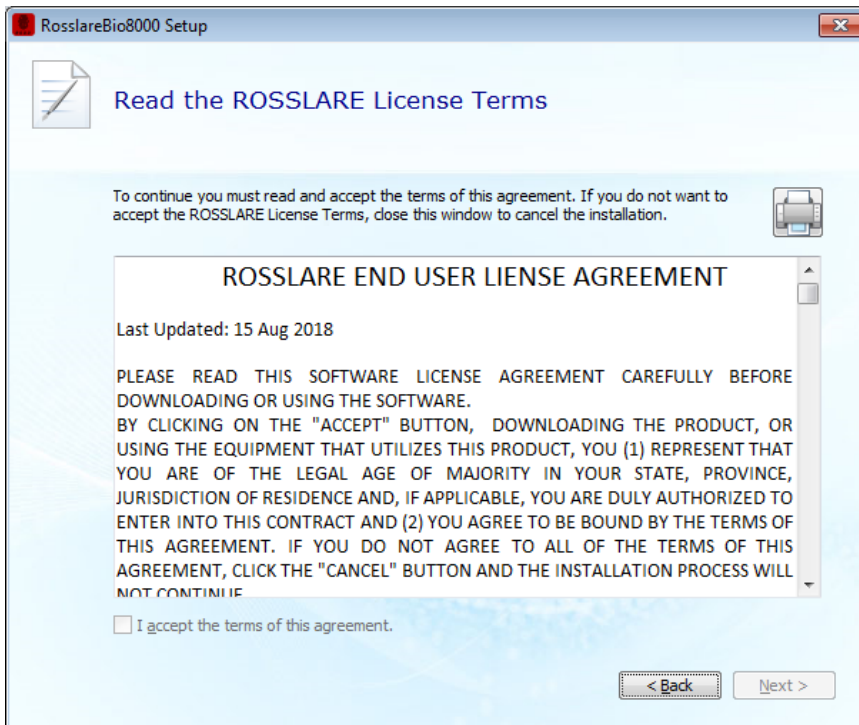 RosslareBio8000 Setup
Read the ROSSLARE License Terms
To continue you must read and accept the terms of this agreement. If you do not want to
accept the ROSSLARE License Terms, close this window to cancel the installation.
ROSSLARE END USER LIENSE AGREEMENT
Last Updated: 15 Aug 2018
PLEASE READ THIS SOFTWARE LICENSE AGREEMENT CAREFULLY BEFORE
DOWNLOADING OR USING THE SOFTWARE.
BY CLICKING ON THE "ACCEPT" BUTTON, DOWNLOADING THE PRODUCT, OR
USING THE EQUIPMENT THAT UTILIZES THIS PRODUCT, YOU (1) REPRESENT THAT
YOU ARE OF THE LEGAL AGE OF MAJORITY IN YOUR STATE, PROVINCE,
JURISDICTION OF RESIDENCE AND, IF APPLICABLE, YOU ARE DULY AUTHORIZED TO
ENTER INTO THIS CONTRACT AND (2) YOU AGREE TO BE BOUND BY THE TERMS OF
THIS AGREEMENT. IF YOU DO NOT AGREE TO ALL OF THE TERMS OF THIS
AGREEMENT, CLICK THE "CANCEL" BUTTON AND THE INSTALLATION PROCESS WILL
NOT CONTINUE
I accept the terms of this agreement.
< Back
Next >